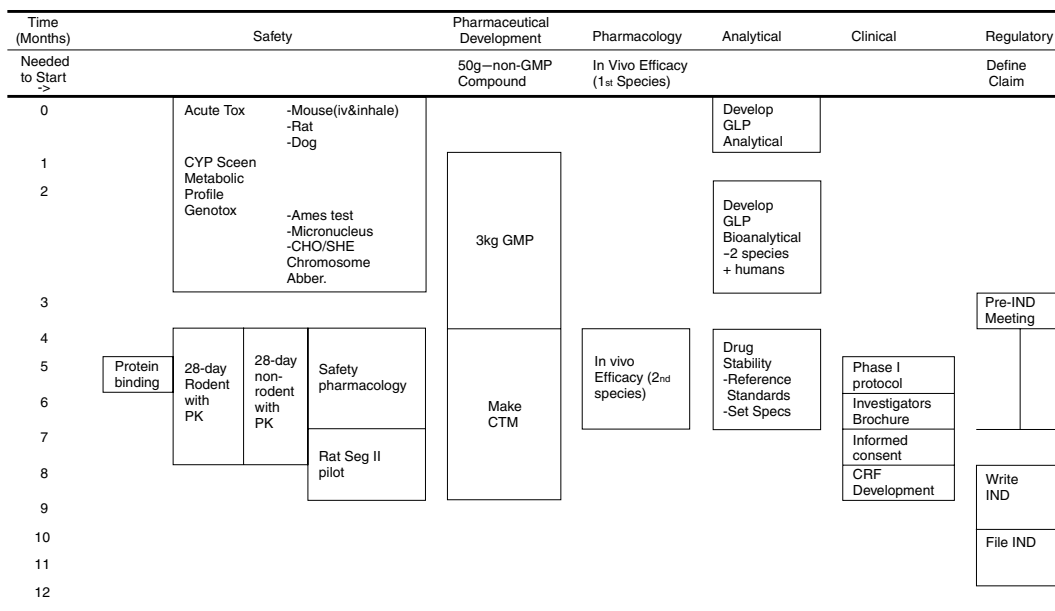 Time
(Months)
Safety
Pharmaceutical
Development
Pharmacology
Analytical
Clinical
Regulatory
Needed
to Start
->
50g—non-GMP
Compound
In Vivo Efficacy
(1st Species)
Define
Claim
0
Acute Tox
-Mouse(iv&inhale)
-Rat
-Dog
Develop
GLP
Analytical
1
CYP Sceen
Metabolic
Profile
Genotox
2
-Ames test
-Micronucleus
-CHO/SHE
Chromosome
Abber.
3kg GMP
Develop
GLP
Bioanalytical
-2 species
+ humans
3
Pre-IND
Meeting
4
5
6
7
8
9
10
11
12
Protein
binding
28-day
Rodent
with
PK
28-day
non-
rodent
with
PK
Safety
pharmacology
Rat Seg II
pilot
Make
CTM
In vivo
Efficacy (2nd
species)
Drug
Stability
-Reference
Standards
-Set Specs
Phase I
protocol
Investigators
Brochure
Informed
consent
CRF
Development
Write
IND
File IND